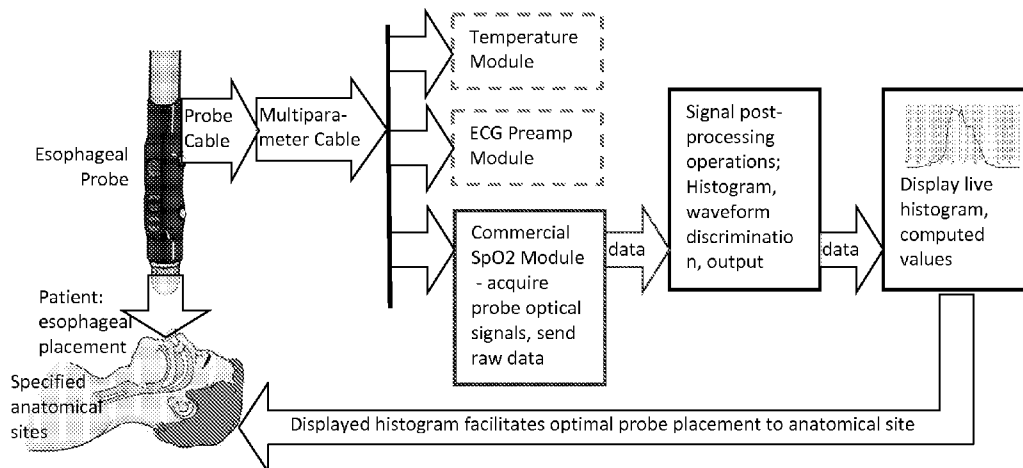 Esophageal
Probe
Probe
Cable
Multipara-
meter Cable
Temperature
Module
ECG Preamp
Module
Commercial
SpO2 Module
- acquire
probe optical
signals, send
raw data
data
Signal post-
processing
operations;
Histogram,
waveform
discriminatio
n, output
data
Display live
histogram,
computed
values
Patient:
esophageal
placement
Specified
anatomical
sites
Displayed histogram facilitates optimal probe placement to anatomical site